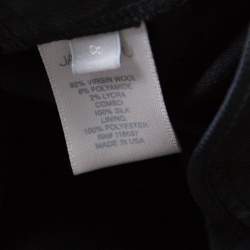 92% VIRGIN WOOL
6% POLYAMIDE
2% LYCRA
COMBO:
100% SILK
LINING:
100% POLYESTER
MADE IN USA